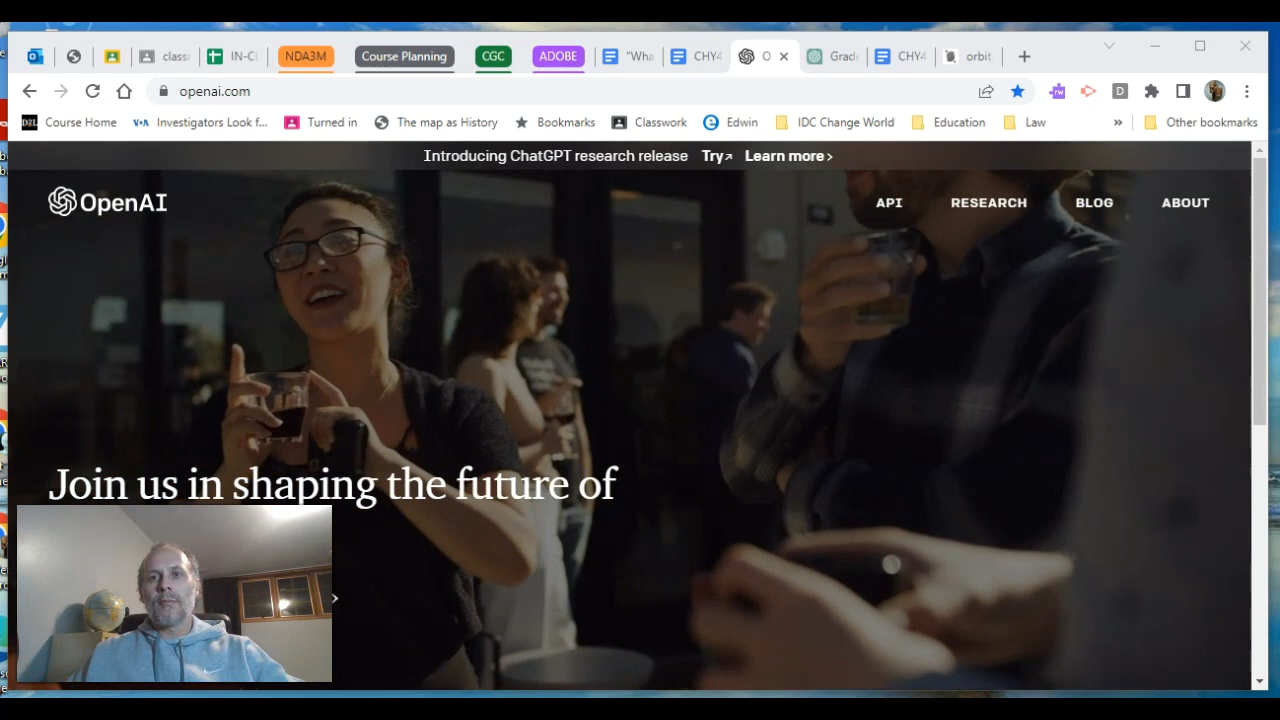 class
IN-C
NDA3M
Course Planning
CGC
ADOBE
"Wha
CHY4
O
Grad
CHY4
orbit
openai.com
D2L Course Home
VOA Investigators Look f...
Turned in
The map as History
Bookmarks
Classwork
Edwin
IDC Change World
Education
Law
»
Other bookmarks
Introducing ChatGPT research release Try↗ Learn more ›
OpenAI
API
RESEARCH
BLOG
ABOUT
Join us in shaping the future of